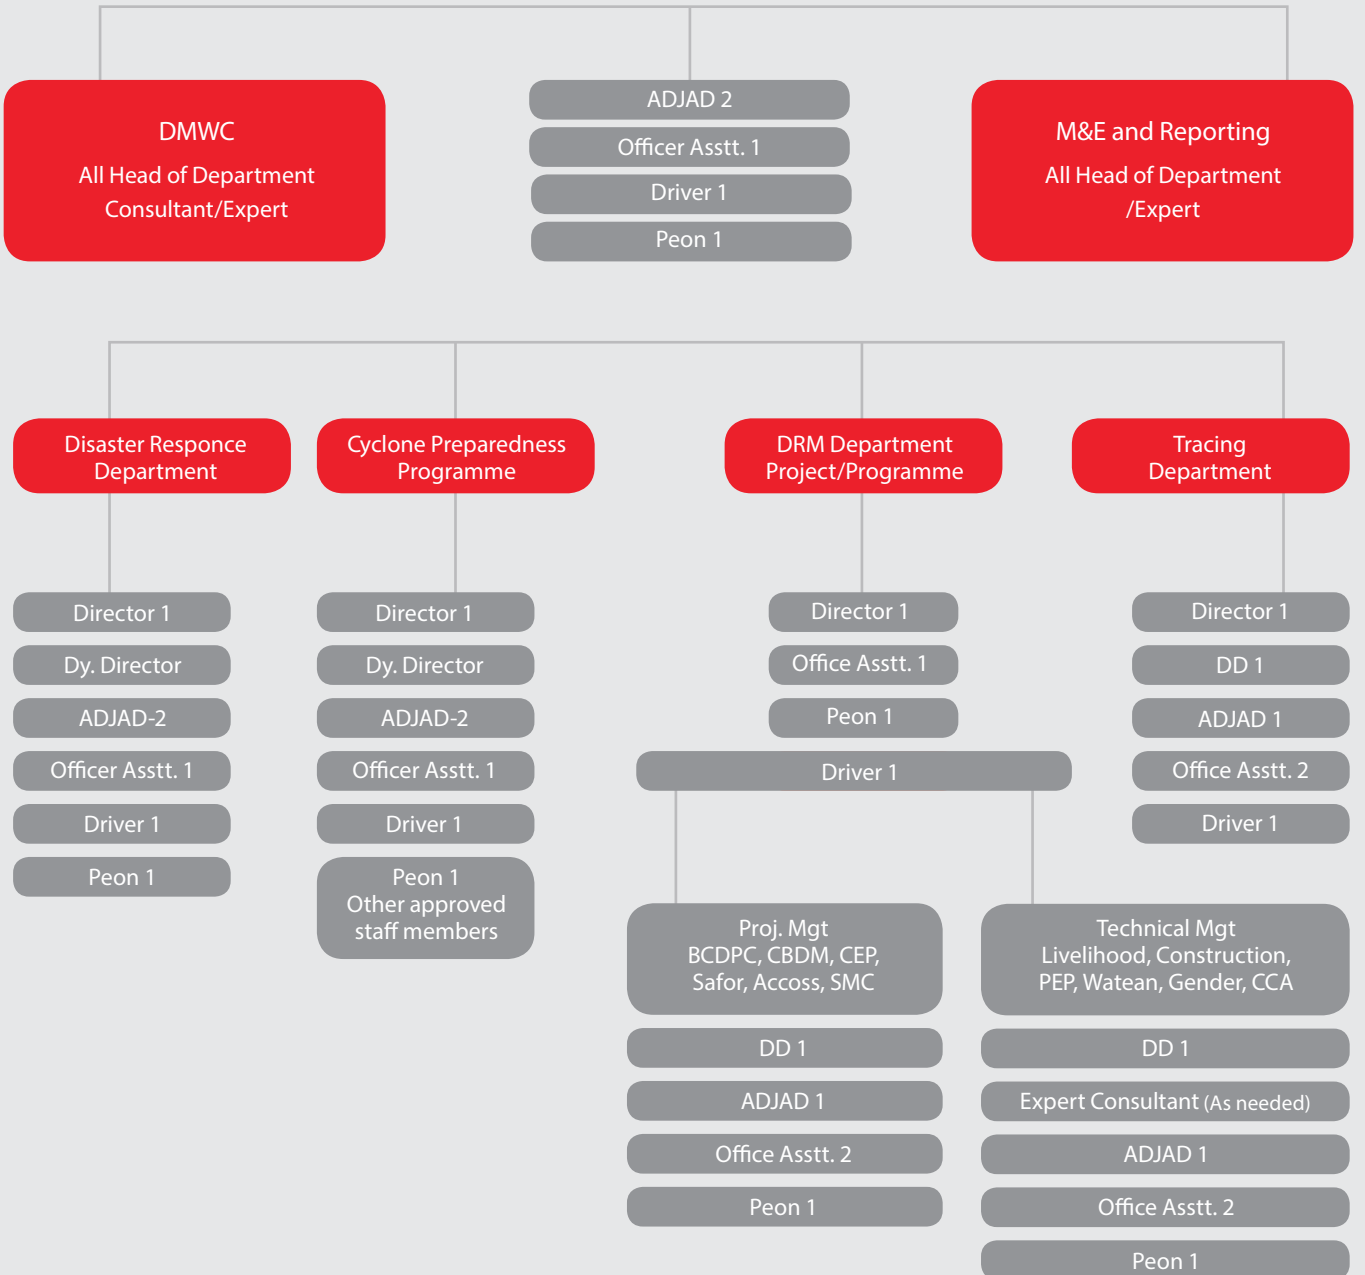 DMWC
All Head of Department
Consultant/Expert
ADJAD 2
Officer Asstt. 1
Driver 1
Peon 1
M&E and Reporting
All Head of Department
/Expert
Disaster Responce
Department
Cyclone Preparedness
Programme
DRM Department
Project/Programme
Tracing
Department
Director 1
Dy. Director
ADJAD-2
Officer Asstt. 1
Driver 1
Peon 1
Director 1
Dy. Director
ADJAD-2
Officer Asstt. 1
Driver 1
Peon 1
Other approved
staff members
Director 1
Office Asstt. 1
Peon 1
Driver 1
Proj. Mgt
BCDPC, CBDM, CEP,
Safor, Accoss, SMC
DD 1
ADJAD 1
Office Asstt. 2
Peon 1
Technical Mgt
Livelihood, Construction,
PEP, Watean, Gender, CCA
DD 1
Expert Consultant (As needed)
ADJAD 1
Office Asstt. 2
Peon 1
Director 1
DD 1
ADJAD 1
Office Asstt. 2
Driver 1